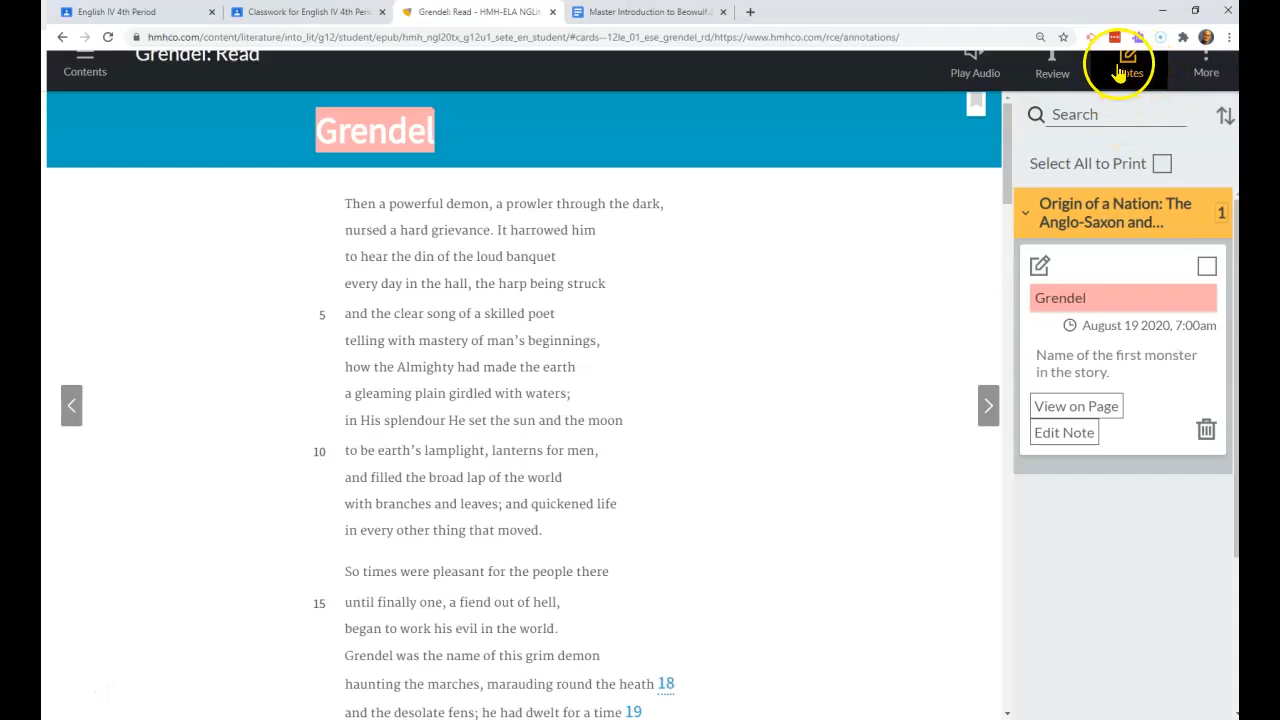 English IV 4th Period
Classwork for English IV 4th Peri
Grendel: Read - HMH-ELA NGLin
Master Introduction to Beowulf.
hmhco.com/content/literature/into_lit/g12/student/epub/hmh_ngl20tx_g12u1_sete_en_student/#cards--12le_01_ese_grendel_rd/https://www.hmhco.com/rce/annotations/
Contents
Grendel: Read
Play Audio
Review
Notes
More
Grendel
Then a powerful demon, a prowler through the dark,
nursed a hard grievance. It harrowed him
to hear the din of the loud banquet
every day in the hall, the harp being struck
5 and the clear song of a skilled poet
telling with mastery of man’s beginnings,
how the Almighty had made the earth
a gleaming plain girdled with waters;
in His splendour He set the sun and the moon
10 to be earth’s lamplight, lanterns for men,
and filled the broad lap of the world
with branches and leaves; and quickened life
in every other thing that moved.
So times were pleasant for the people there
15 until finally one, a fiend out of hell,
began to work his evil in the world.
Grendel was the name of this grim demon
haunting the marches, marauding round the heath 18
and the desolate fens; he had dwelt for a time 19
Search
Select All to Print
Origin of a Nation: The
Anglo-Saxon and...
1
Grendel
August 19 2020, 7:00am
Name of the first monster
in the story.
View on Page
Edit Note